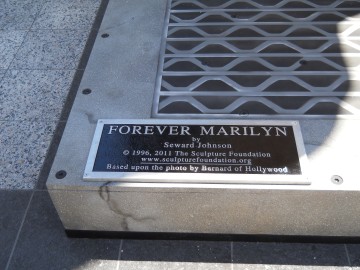 FOREVER MARILYN
by
Seward Johnson
© 1996, 2011 The Sculpture Foundation
www.sculpturefoundation.org
Based upon the photo by Bernard of Hollywood